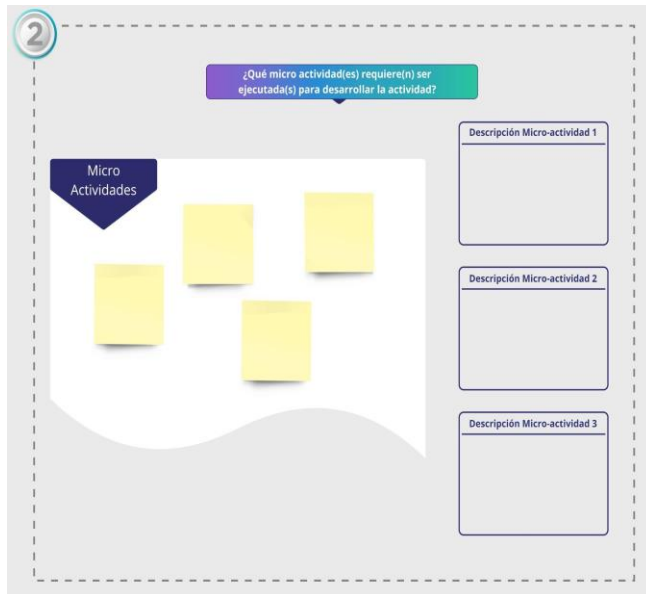 2
¿Qué micro actividad(es) requiere(n) ser
ejecutada(s) para desarrollar la actividad?
Micro
Actividades
Descripción Micro-actividad 1
Descripción Micro-actividad 2
Descripción Micro-actividad 3